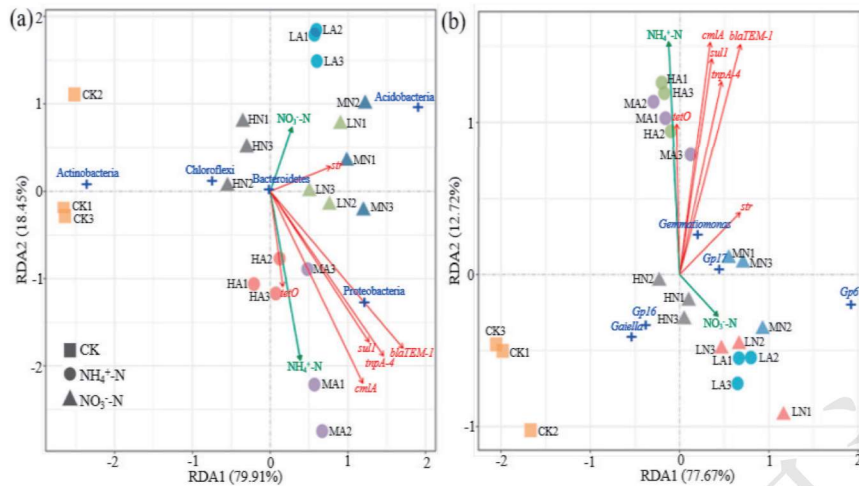 (a)
2
1
0
-1
-2
RDA2 (18.45%)
CK2
CK1
CK3
Actinobacteria
Chloroflexi
HN1
HN3
HN2
NO₃⁻-N
Bacteroidetes
LA1
LA2
LA3
MN2
Acidobacteria
LN1
MN1
str
LN3
LN2
MN3
HA2
MA3
HA1
HA3
tetO
Proteobacteria
sul1
blaTEM-1
tnpA-4
NH₄⁺-N
cmlA
MA1
MA2
CK
NH₄⁺-N
NO₃⁻-N
-2
-1
0
1
2
RDA1 (79.91%)
(b)
1
0
-1
RDA2 (12.72%)
NH₄⁺-N
cmlA
blaTEM-1
sul1
tnpA-4
HA1
HA3
MA2
MA1
tetO
HA2
MA3
str
Gemmatiomonas
Gp17
MN1
MN3
HN2
HN1
NO₃⁻-N
Gp6
Gp16
HN3
MN2
Gaiella
CK3
CK1
LN2
LN3
LA1
LA2
LA3
CK2
LN1
-2
-1
0
1
2
RDA1 (77.67%)